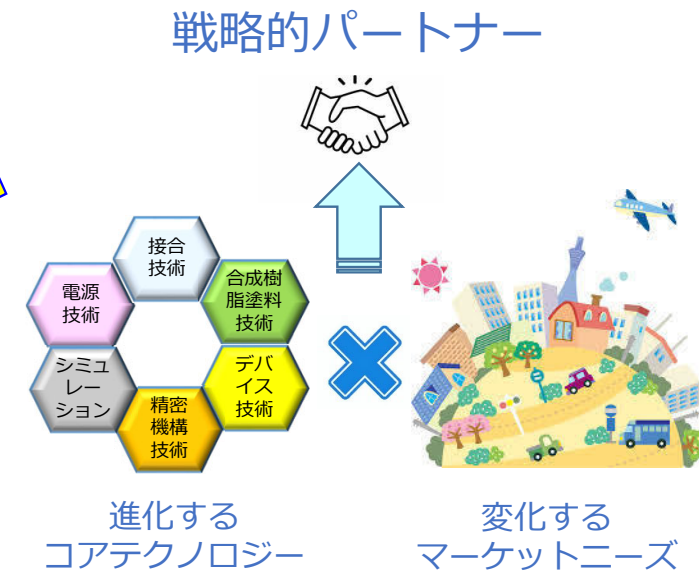 戦略的パートナー
接合
技術
電源
技術
合成樹
脂塗料
技術
シミュ
レー
ション
デバ
イス
技術
精密
機構
技術
進化する
コアテクノロジー
変化する
マーケットニーズ